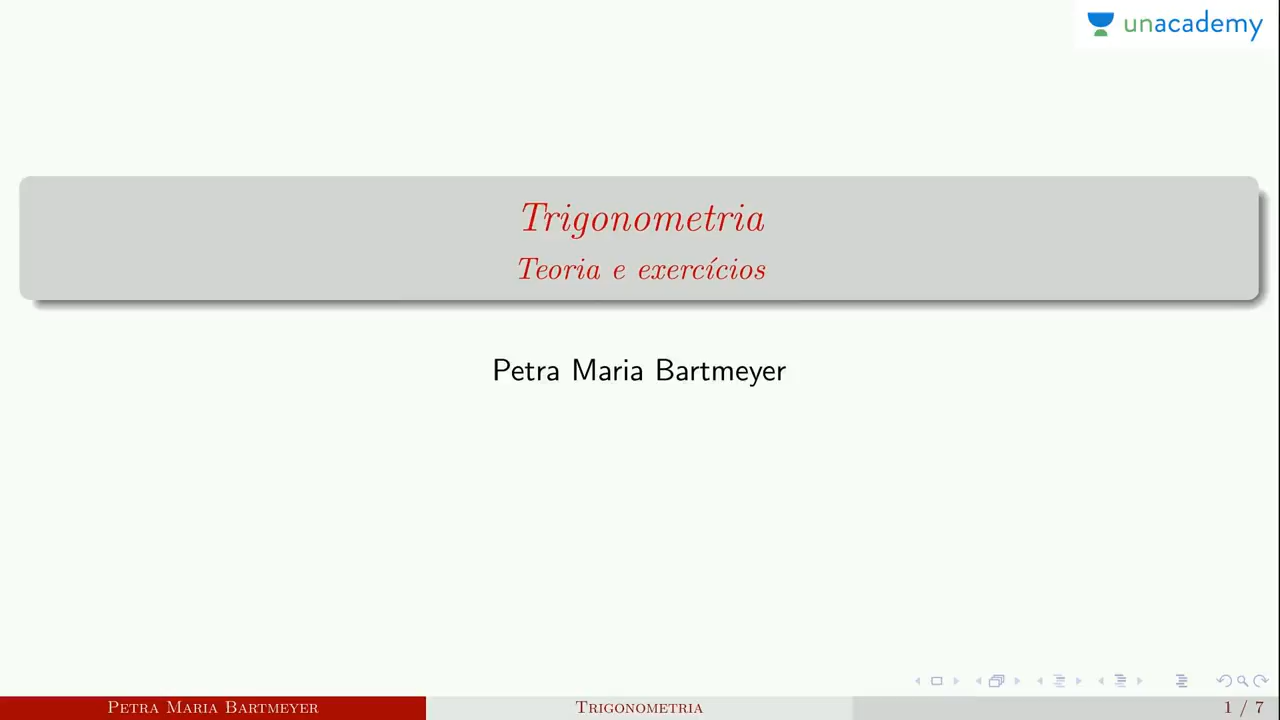 unacademy
Trigonometria
Teoria e exercícios
Petra Maria Bartmeyer
Petra Maria Bartmeyer
Trigonometria
1 / 7